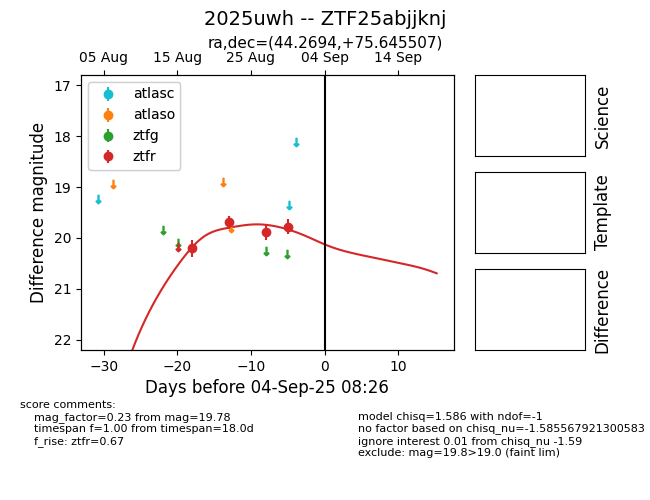 2025uwh -- ZTF25abjjknj
ra,dec=(44.2694,+75.645507)
05 Aug 15 Aug 25 Aug 04 Sep 14 Sep
atlasc
atlaso
ztfg
ztfr
17
18
19
20
21
22
Difference magnitude
−30 −20 −10 0 10
Days before 04-Sep-25 08:26
Science
Template
Difference
score comments:
mag_factor=0.23 from mag=19.78
timespan f=1.00 from timespan=18.0d
f_rise: ztfr=0.67
model chisq=1.586 with ndof=-1
no factor based on chisq_nu=-1.585567921300583
ignore interest 0.01 from chisq_nu -1.59
exclude: mag=19.8>19.0 (faint lim)